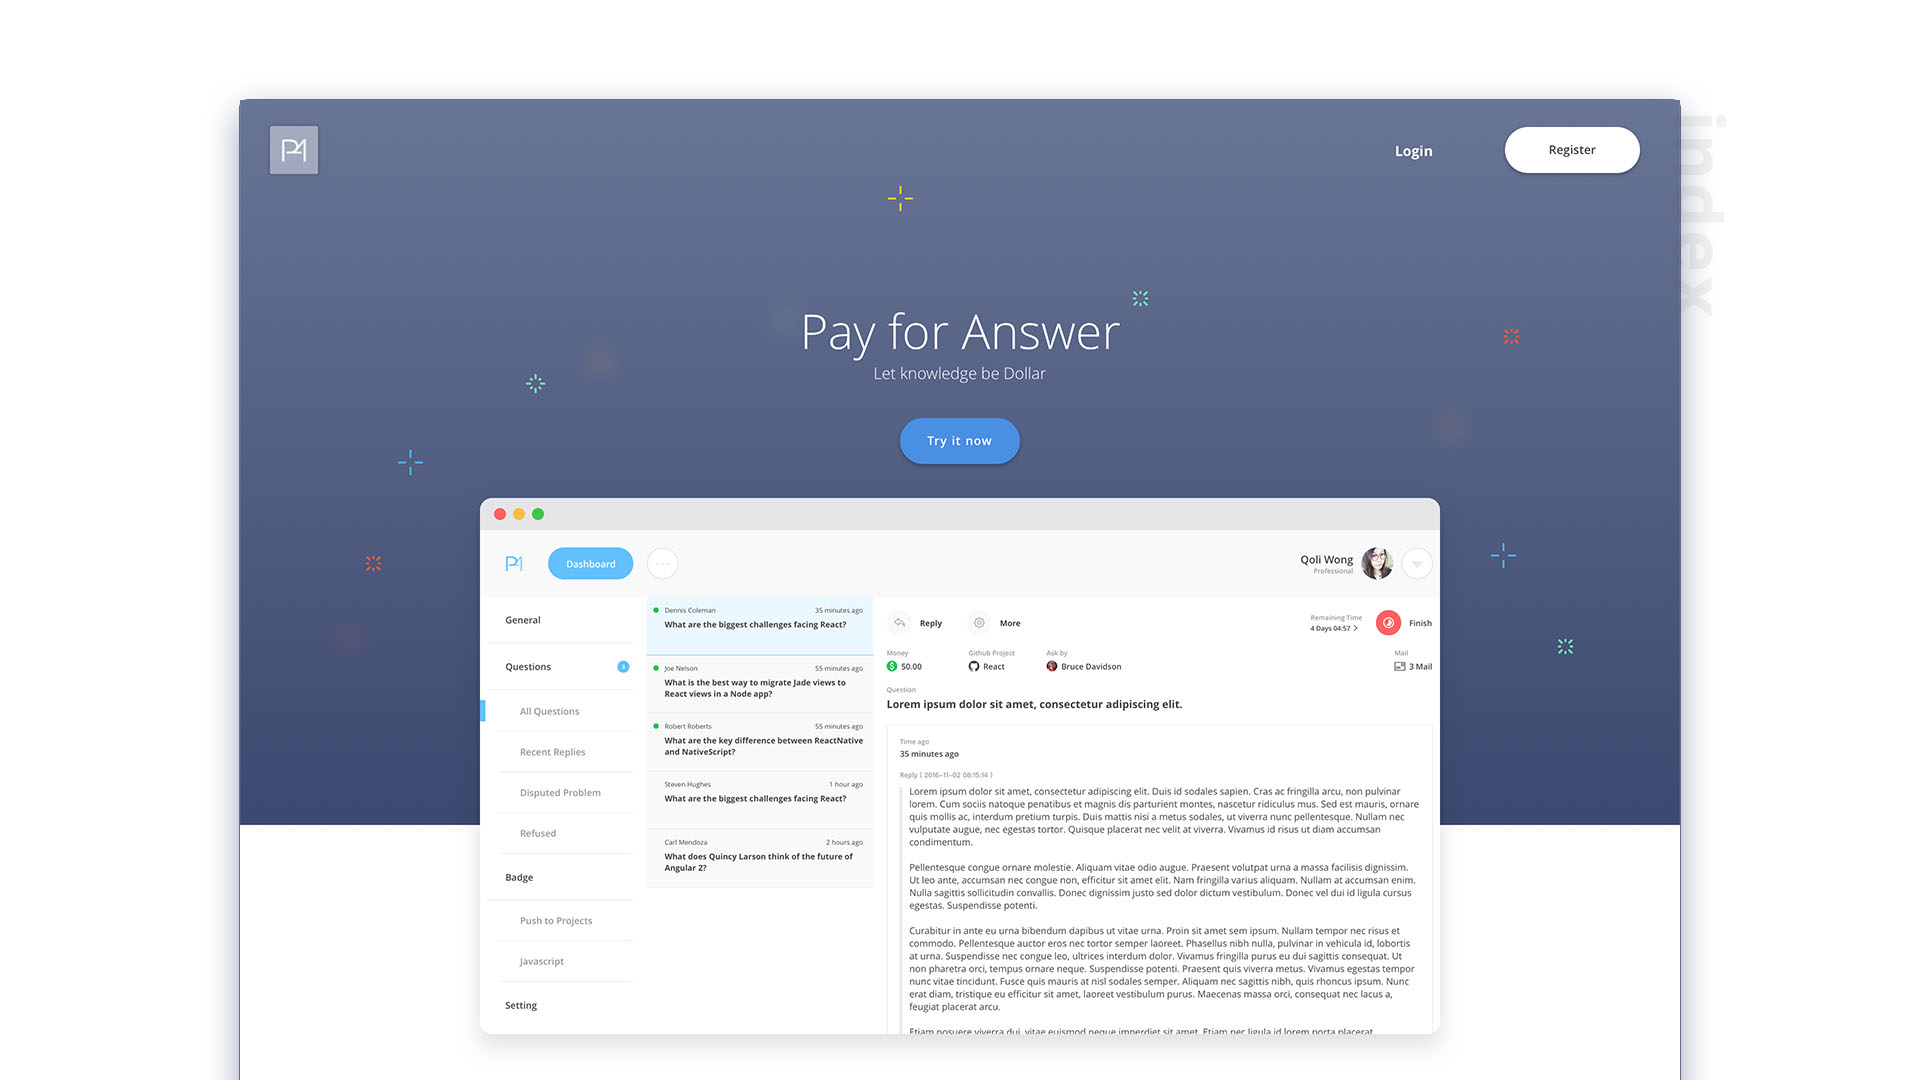 Login
Register
index
Pay for Answer
Let knowledge be Dollar
Try it now
Dashboard
Qoli Wong
Professional
General
Questions
3
All Questions
Recent Replies
Disputed Problem
Refused
Badge
Push to Projects
Javascript
Setting
Dennis Coleman
35 minutes ago
What are the biggest challenges facing React?
Joe Nelson
55 minutes ago
What is the best way to migrate Jade views to
React views in a Node app?
Robert Roberts
55 minutes ago
What are the key difference between ReactNative
and NativeScript?
Steven Hughes
1 hour ago
What are the biggest challenges facing React?
Carl Mendoza
2 hours ago
What does Quincy Larson think of the future of
Angular 2?
Reply
More
Remaining Time
4 Days 04:57 >
Finish
Money
$ 50.00
Github Project
React
Ask by
Bruce Davidson
Mail
3 Mail
Question
Lorem ipsum dolor sit amet, consectetur adipiscing elit.
Time ago
35 minutes ago
Reply ( 2016-11-02 08:15:14 )
Lorem ipsum dolor sit amet, consectetur adipiscing elit. Duis id sodales sapien. Cras ac fringilla arcu, non pulvinar
lorem. Cum sociis natoque penatibus et magnis dis parturient montes, nascetur ridiculus mus. Sed est mauris, ornare
quis mollis ac, interdum pretium turpis. Duis mattis nisi a metus sodales, ut viverra nunc pellentesque. Nullam nec
vulputate augue, nec egestas tortor. Quisque placerat nec velit at viverra. Vivamus id risus ut diam accumsan
condimentum.
Pellentesque congue ornare molestie. Aliquam vitae odio augue. Praesent volutpat urna a massa facilisis dignissim.
Ut leo ante, accumsan nec congue non, efficitur sit amet elit. Nam fringilla varius aliquam. Nullam at accumsan enim.
Nulla sagittis sollicitudin convallis. Donec dignissim justo sed dolor dictum vestibulum. Donec vel dui id ligula cursus
egestas. Suspendisse potenti.
Curabitur in ante eu urna bibendum dapibus ut vitae urna. Proin sit amet sem ipsum. Nullam tempor nec risus et
commodo. Pellentesque auctor eros nec tortor semper laoreet. Phasellus nibh nulla, pulvinar in vehicula id, lobortis
at urna. Suspendisse nec congue leo, ultrices interdum dolor. Vivamus fringilla purus eu dui sagittis consequat. Ut
non pharetra orci, tempus ornare neque. Suspendisse potenti. Praesent quis viverra metus. Vivamus egestas tempor
nunc vitae tincidunt. Fusce quis mauris at nisl sodales semper. Aliquam nec sagittis nibh, quis rhoncus ipsum. Nunc
erat diam, tristique eu efficitur sit amet, laoreet vestibulum purus. Maecenas massa orci, consequat nec lacus a,
feugiat placerat arcu.
Etiam posuere viverra dui, vitae euismod neque imperdiet sit amet. Etiam nec ligula id lorem porta placerat